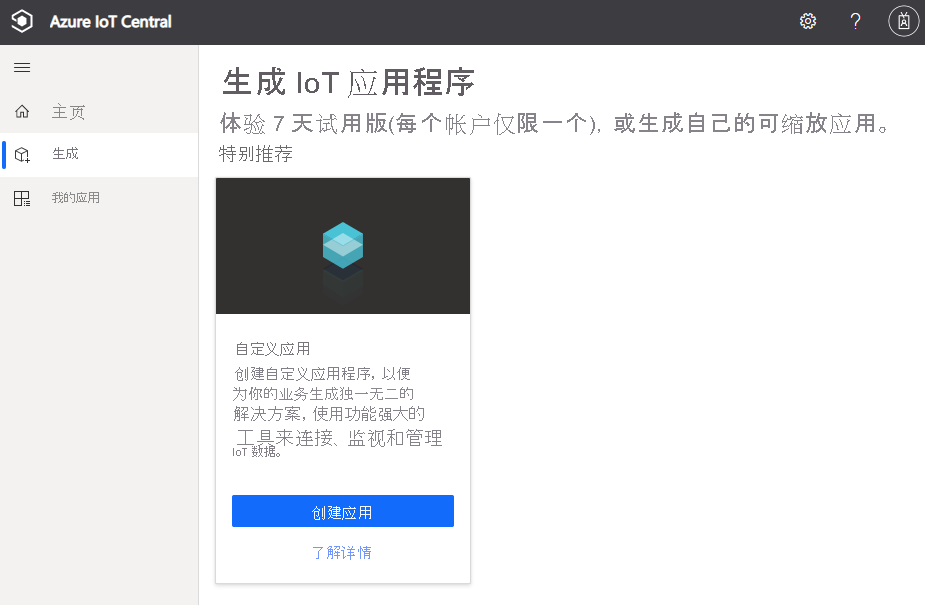 Azure IoT Central
?
主页
生成
我的应用
生成 IoT 应用程序
体验 7 天试用版(每个帐户仅限一个), 或生成自己的可缩放应用。
特别推荐
自定义应用
创建自定义应用程序, 以便
为你的业务生成独一无二的
解决方案, 使用功能强大的
工具来连接、监视和管理
IoT 数据。
创建应用
了解详情